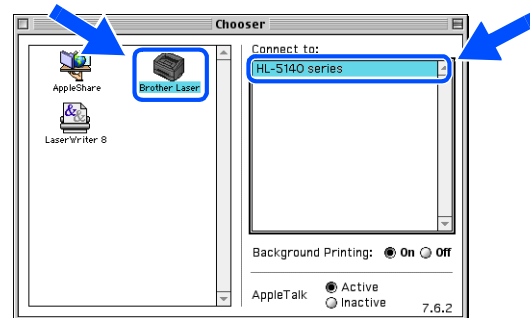 Chooser
AppleShare
Brother Laser
LaserWriter 8
Connect to:
HL-5140 series
Background Printing: On Off
AppleTalk Active
Inactive
7.6.2